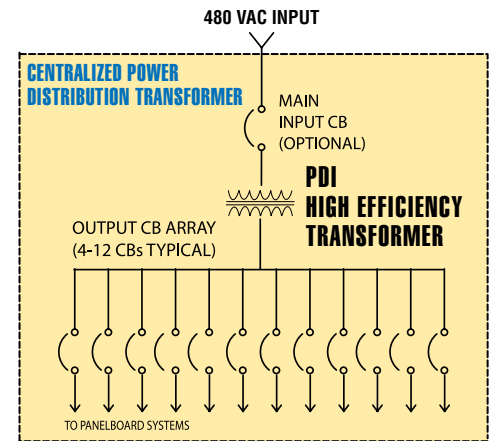 480 VAC INPUT
CENTRALIZED POWER
DISTRIBUTION TRANSFORMER
MAIN
INPUT CB
(OPTIONAL)
PDI
HIGH EFFICIENCY
TRANSFORMER
OUTPUT CB ARRAY
(4-12 CBs TYPICAL)
TO PANELBOARD SYSTEMS